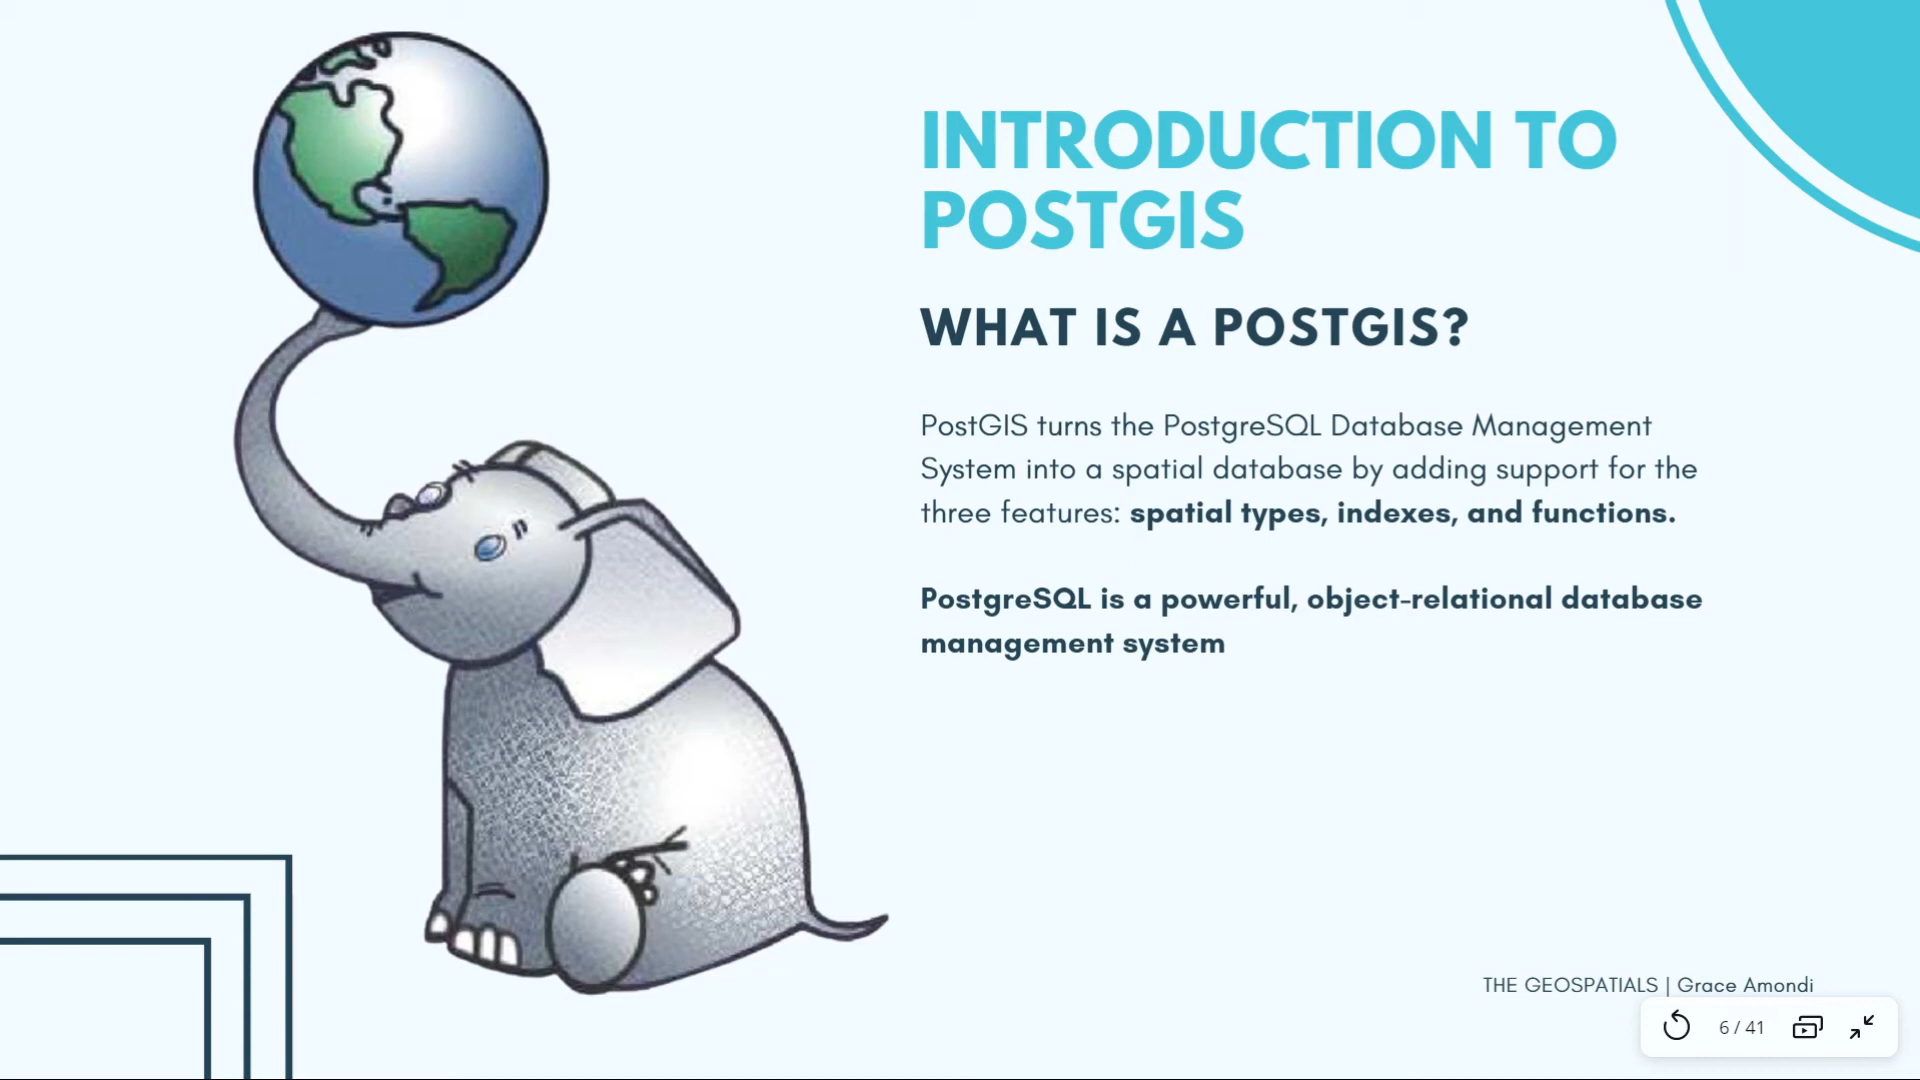 INTRODUCTION TO
POSTGIS
WHAT IS A POSTGIS?
PostGIS turns the PostgreSQL Database Management
System into a spatial database by adding support for the
three features: spatial types, indexes, and functions.
PostgreSQL is a powerful, object-relational database
management system
THE GEOSPATIALS | Grace Amondi
6 / 41